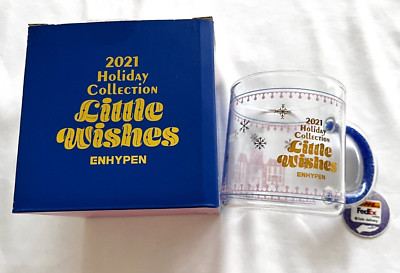 2021
Holiday
Collection
Little
Wishes
ENHYPEN
2021
Holiday
Collection
Little
Wishes
ENHYPEN
FedEx